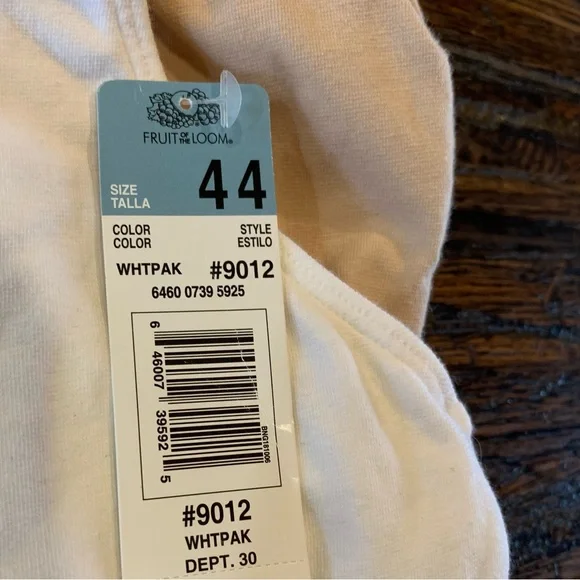 FRUIT OF THE LOOM®
SIZE
TALLA
44
COLOR STYLE
COLOR ESTILO
WHTPAK #9012
6460 0739 5925
6 46007 39592 5
BNG181006
#9012
WHTPAK
DEPT. 30